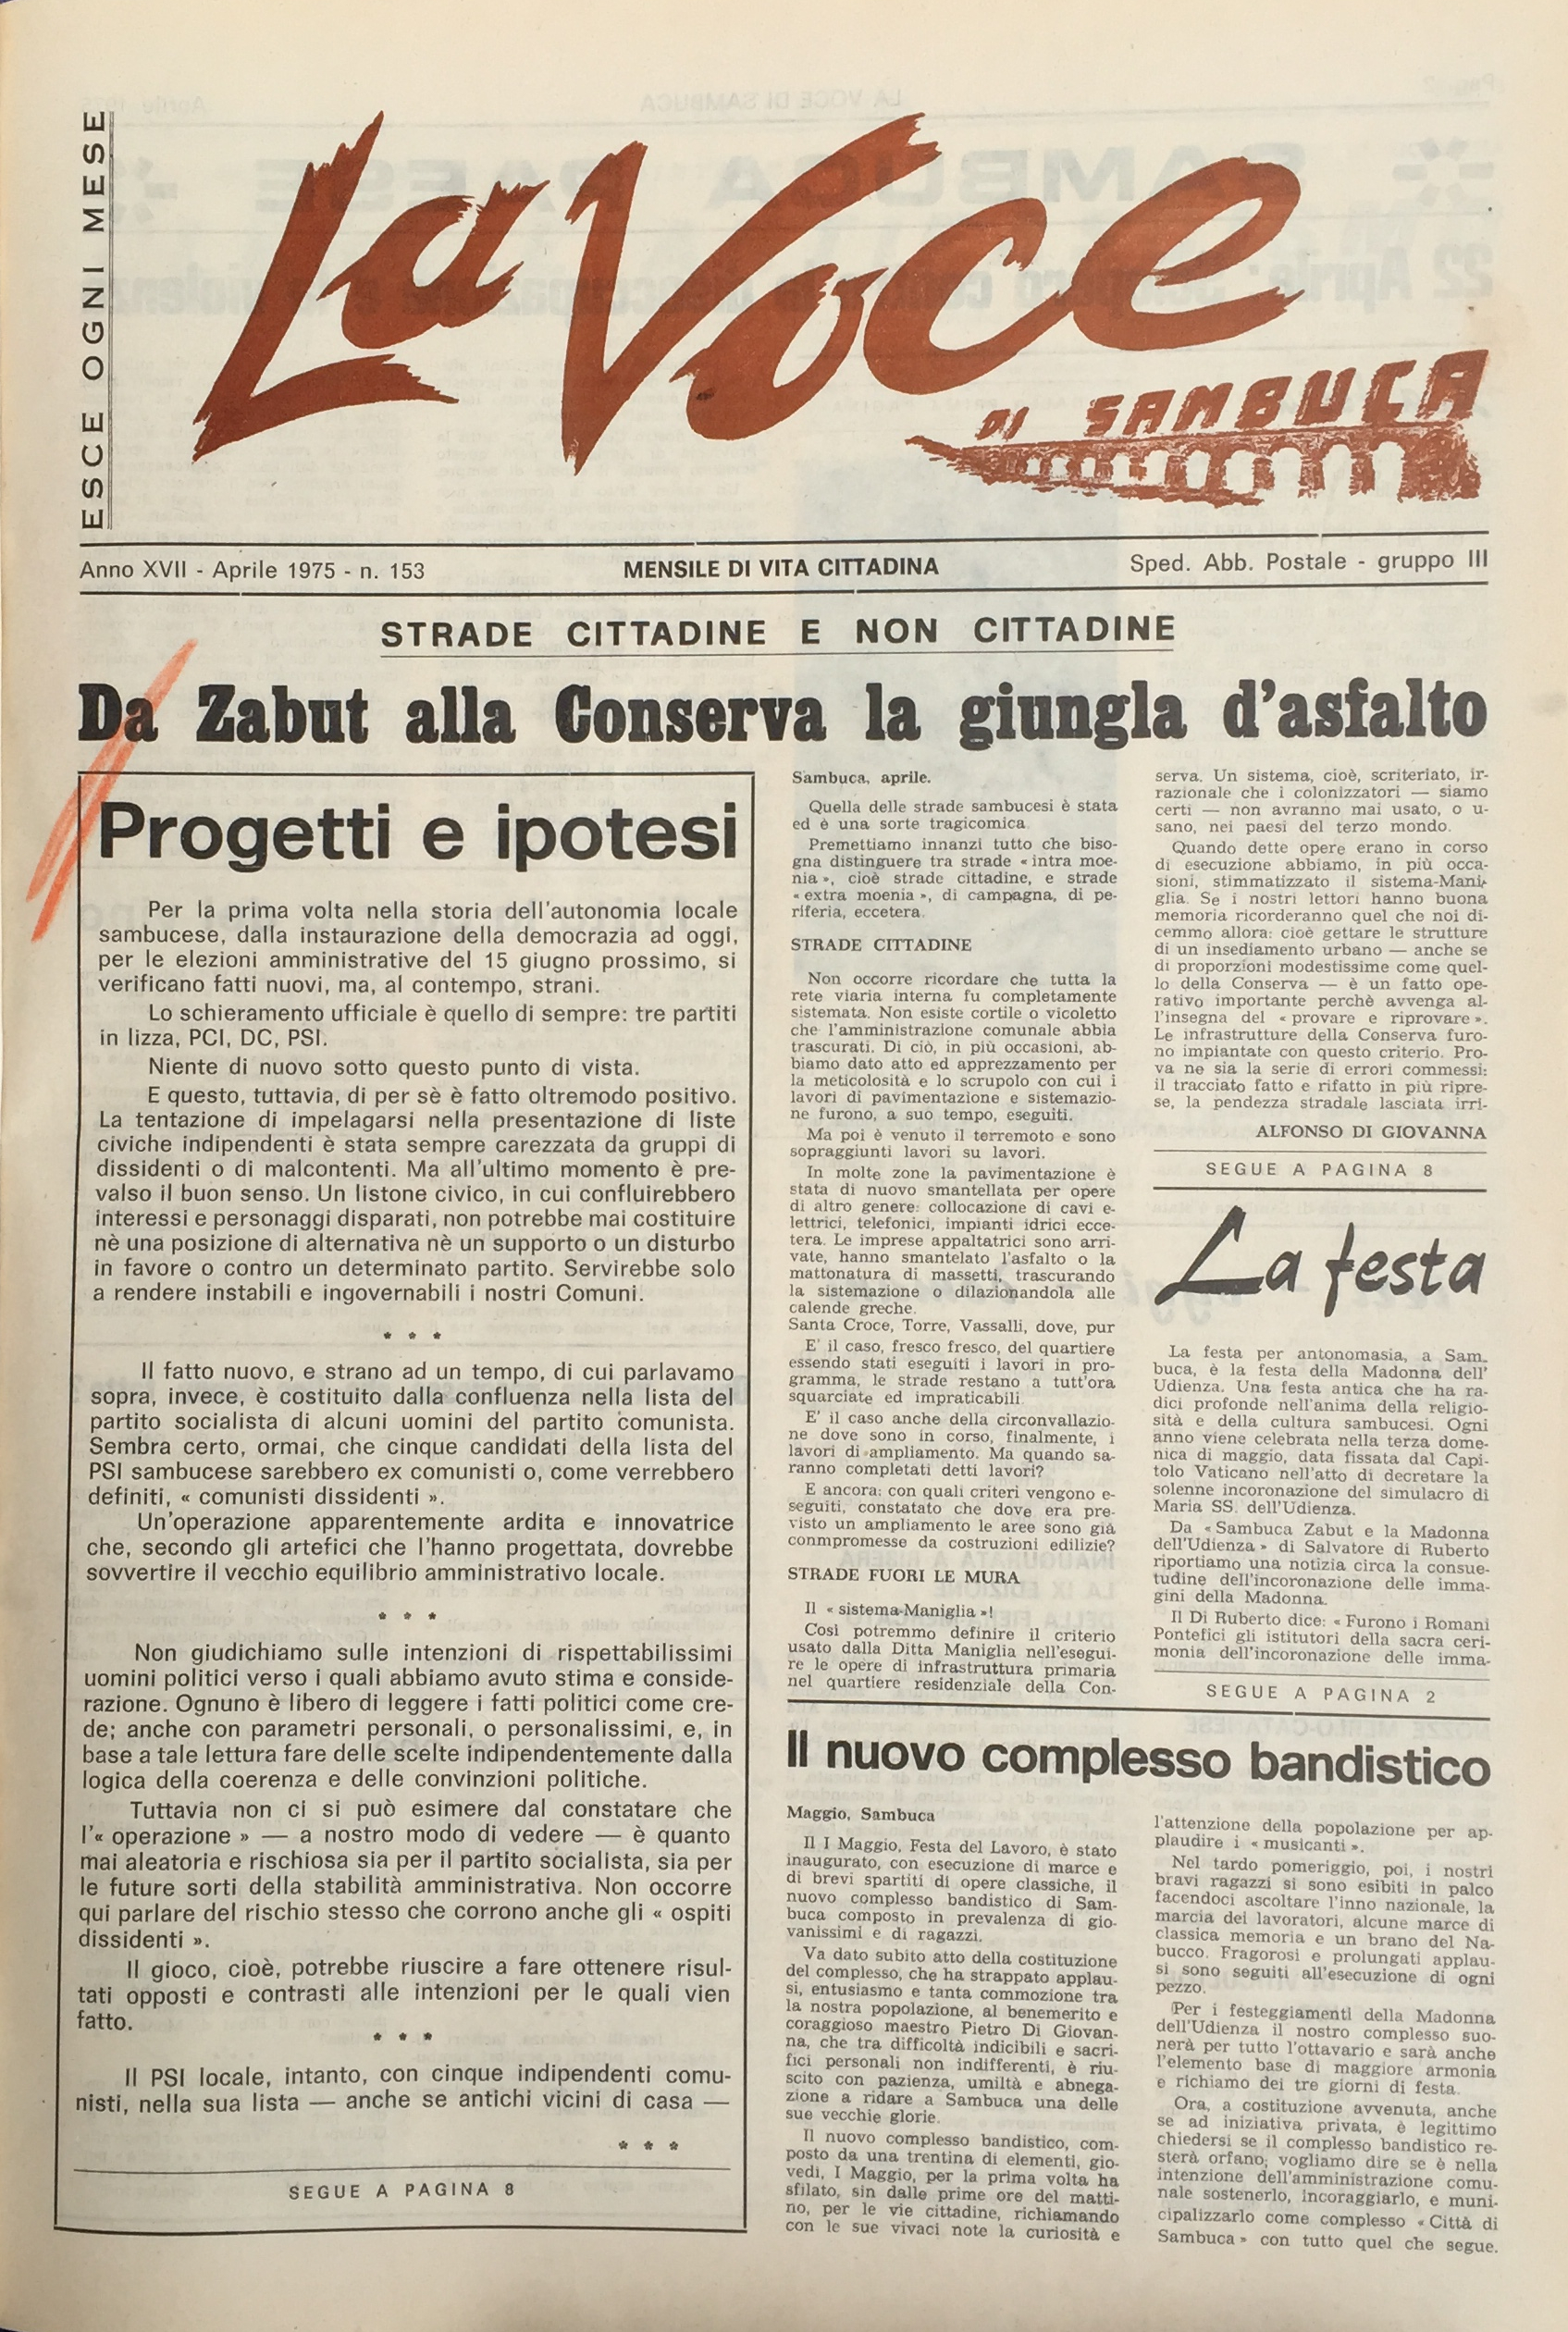 ESCE OGNI MESE
La Voce
DI SAMBUCA
Anno XVII - Aprile 1975 - n. 153
MENSILE DI VITA CITTADINA
Sped. Abb. Postale - gruppo III
STRADE CITTADINE E NON CITTADINE
Da Zabut alla Conserva la giungla d'asfalto
Progetti e ipotesi
Per la prima volta nella storia dell'autonomia locale
sambucese, dalla instaurazione della democrazia ad oggi,
per le elezioni amministrative del 15 giugno prossimo, si
verificano fatti nuovi, ma, al contempo, strani.
Lo schieramento ufficiale è quello di sempre: tre partiti
in lizza, PCI, DC, PSI.
Niente di nuovo sotto questo punto di vista.
E questo, tuttavia, di per sè è fatto oltremodo positivo.
La tentazione di impelagarsi nella presentazione di liste
civiche indipendenti è stata sempre carezzata da gruppi di
dissidenti o di malcontenti. Ma all'ultimo momento è pre-
valso il buon senso. Un listone civico, in cui confluirebbero
interessi e personaggi disparati, non potrebbe mai costituire
nè una posizione di alternativa nè un supporto o un disturbo
in favore o contro un determinato partito. Servirebbe solo
a rendere instabili e ingovernabili i nostri Comuni.
* * *
Il fatto nuovo, e strano ad un tempo, di cui parlavamo
sopra, invece, è costituito dalla confluenza nella lista del
partito socialista di alcuni uomini del partito comunista.
Sembra certo, ormai, che cinque candidati della lista del
PSI sambucese sarebbero ex comunisti o, come verrebbero
definiti, « comunisti dissidenti ».
Un'operazione apparentemente ardita e innovatrice
che, secondo gli artefici che l'hanno progettata, dovrebbe
sovvertire il vecchio equilibrio amministrativo locale.
* * *
Non giudichiamo sulle intenzioni di rispettabilissimi
uomini politici verso i quali abbiamo avuto stima e conside-
razione. Ognuno è libero di leggere i fatti politici come cre-
de; anche con parametri personali, o personalissimi, e, in
base a tale lettura fare delle scelte indipendentemente dalla
logica della coerenza e delle convinzioni politiche.
Tuttavia non ci si può esimere dal constatare che
l'« operazione » — a nostro modo di vedere — è quanto
mai aleatoria e rischiosa sia per il partito socialista, sia per
le future sorti della stabilità amministrativa. Non occorre
qui parlare del rischio stesso che corrono anche gli « ospiti
dissidenti ».
Il gioco, cioè, potrebbe riuscire a fare ottenere risul-
tati opposti e contrasti alle intenzioni per le quali vien
fatto.
* * *
Il PSI locale, intanto, con cinque indipendenti comu-
nisti, nella sua lista — anche se antichi vicini di casa —
* * *
SEGUE A PAGINA 8
Sambuca, aprile.
Quella delle strade sambucesi è stata
ed è una sorte tragicomica.
Premettiamo innanzi tutto che biso-
gna distinguere tra strade « intra moe-
nia », cioè strade cittadine, e strade
« extra moenia », di campagna, di pe-
riferia, eccetera.
STRADE CITTADINE
Non occorre ricordare che tutta la
rete viaria interna fu completamente
sistemata. Non esiste cortile o vicoletto
che l'amministrazione comunale abbia
trascurati. Di ciò, in più occasioni, ab-
biamo dato atto ed apprezzamento per
la meticolosità e lo scrupolo con cui i
lavori di pavimentazione e sistemazio-
ne furono, a suo tempo, eseguiti.
Ma poi è venuto il terremoto e sono
sopraggiunti lavori su lavori.
In molte zone la pavimentazione è
stata di nuovo smantellata per opere
di altro genere: collocazione di cavi e-
lettrici, telefonici, impianti idrici ecce-
tera. Le imprese appaltatrici sono arri-
vate, hanno smantelato l'asfalto o la
mattonatura di massetti, trascurando
la sistemazione o dilazionandola alle
calende greche.
Santa Croce, Torre, Vassalli, dove, pur
E' il caso, fresco fresco, del quartiere
essendo stati eseguiti i lavori in pro-
gramma, le strade restano a tutt'ora
squarciate ed impraticabili.
E' il caso anche della circonvallazio-
ne dove sono in corso, finalmente, i
lavori di ampliamento. Ma quando sa-
ranno completati detti lavori?
E ancora: con quali criteri vengono e-
seguiti, constatato che dove era pre-
visto un ampliamento le aree sono già
conmpromesse da costruzioni edilizie?
STRADE FUORI LE MURA
Il « sistema-Maniglia »!
Così potremmo definire il criterio
usato dalla Ditta Maniglia nell'esegui-
re le opere di infrastruttura primaria
nel quartiere residenziale della Con-
serva. Un sistema, cioè, scriteriato, ir-
razionale che i colonizzatori — siamo
certi — non avranno mai usato, o u-
sano, nei paesi del terzo mondo.
Quando dette opere erano in corso
di esecuzione abbiamo, in più occa-
sioni, stimmatizzato il sistema-Mani-
glia. Se i nostri lettori hanno buona
memoria ricorderanno quel che noi di-
cemmo allora: cioè gettare le strutture
di un insediamento urbano — anche se
di proporzioni modestissime come quel-
lo della Conserva — è un fatto ope-
rativo importante perchè avvenga al-
l'insegna del « provare e riprovare ».
Le infrastrutture della Conserva furo-
no impiantate con questo criterio. Pro-
va ne sia la serie di errori commessi:
il tracciato fatto e rifatto in più ripre-
se, la pendezza stradale lasciata irri-
ALFONSO DI GIOVANNA
SEGUE A PAGINA 8
La festa
La festa per antonomasia, a Sam-
buca, è la festa della Madonna dell'
Udienza. Una festa antica che ha ra-
dici profonde nell'anima della religio-
sità e della cultura sambucesi. Ogni
anno viene celebrata nella terza dome-
nica di maggio, data fissata dal Capi-
tolo Vaticano nell'atto di decretare la
solenne incoronazione del simulacro di
Maria SS. dell'Udienza.
Da « Sambuca Zabut e la Madonna
dell'Udienza » di Salvatore di Ruberto
riportiamo una notizia circa la consue-
tudine dell'incoronazione delle imma-
gini della Madonna.
Il Di Ruberto dice: « Furono i Romani
Pontefici gli istitutori della sacra ceri-
monia dell'incoronazione delle imma-
SEGUE A PAGINA 2
Il nuovo complesso bandistico
Maggio, Sambuca
Il I Maggio, Festa del Lavoro, è stato
inaugurato, con esecuzione di marce e
di brevi spartiti di opere classiche, il
nuovo complesso bandistico di Sam-
buca composto in prevalenza di gio-
vanissimi e di ragazzi.
Va dato subito atto della costituzione
del complesso, che ha strappato applau-
si, entusiasmo e tanta commozione tra
la nostra popolazione, al benemerito e
coraggioso maestro Pietro Di Giovan-
na, che tra difficoltà indicibili e sacri-
fici personali non indifferenti, è riu-
scito con pazienza, umiltà e abnega-
zione a ridare a Sambuca una delle
sue vecchie glorie.
Il nuovo complesso bandistico, com-
posto da una trentina di elementi, gio-
vedì, I Maggio, per la prima volta ha
sfilato, sin dalle prime ore del matti-
no, per le vie cittadine, richiamando
con le sue vivaci note la curiosità e
l'attenzione della popolazione per ap-
plaudire i « musicanti ».
Nel tardo pomeriggio, poi, i nostri
bravi ragazzi si sono esibiti in palco
facendoci ascoltare l'inno nazionale, la
marcia dei lavoratori, alcune marce di
classica memoria e un brano del Na-
bucco. Fragorosi e prolungati applau-
si sono seguiti all'esecuzione di ogni
pezzo.
Per i festeggiamenti della Madonna
dell'Udienza il nostro complesso suo-
nerà per tutto l'ottavario e sarà anche
l'elemento base di maggiore armonia
e richiamo dei tre giorni di festa.
Ora, a costituzione avvenuta, anche
se ad iniziativa privata, è legittimo
chiedersi se il complesso bandistico re-
sterà orfano; vogliamo dire se è nella
intenzione dell'amministrazione comu-
nale sostenerlo, incoraggiarlo, e muni-
cipalizzarlo come complesso « Città di
Sambuca » con tutto quel che segue.